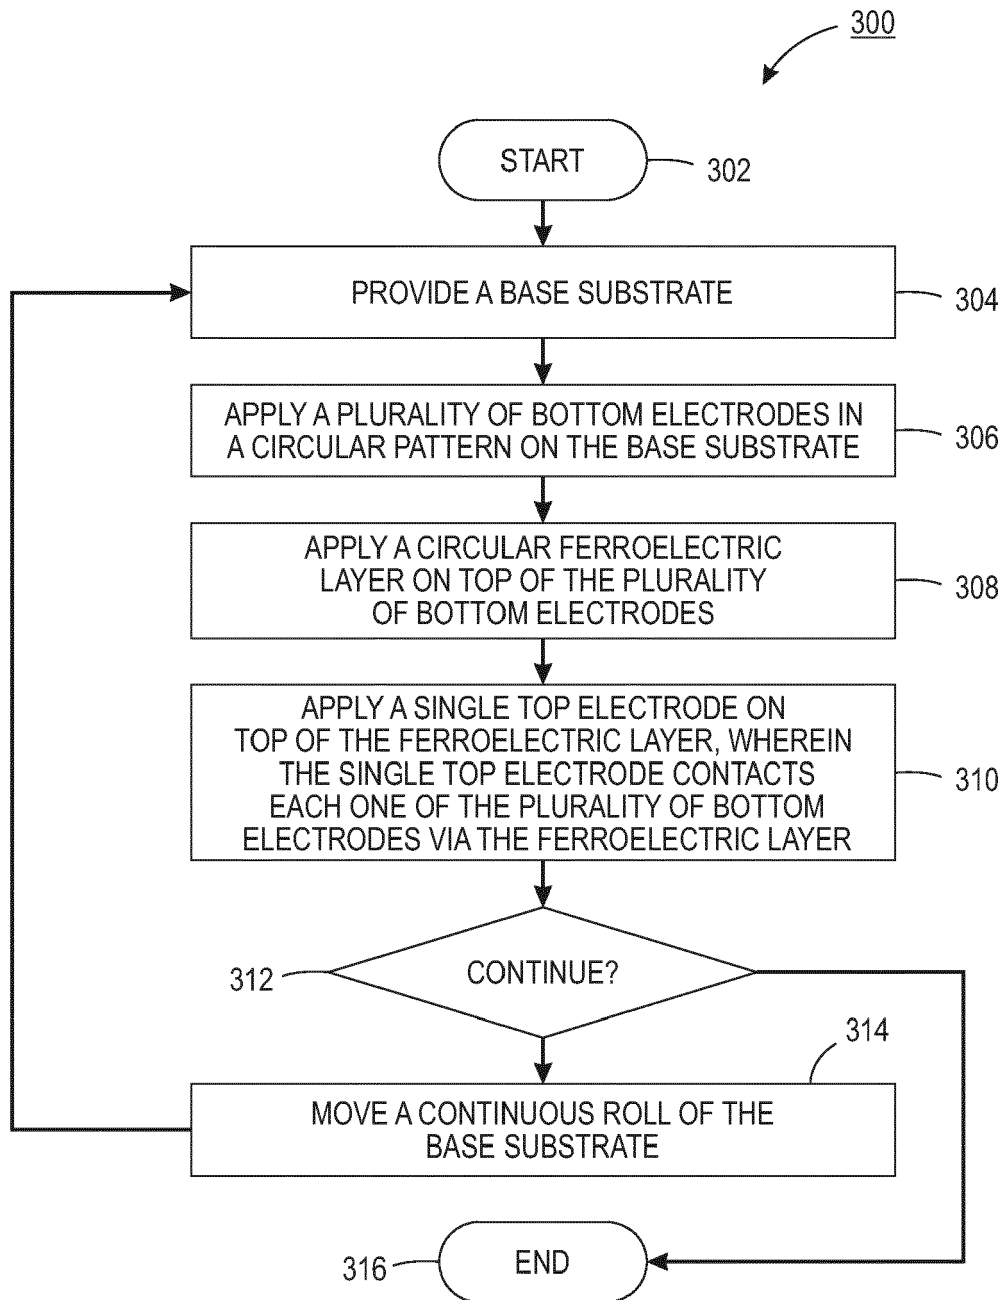 300
START
302
PROVIDE A BASE SUBSTRATE
304
APPLY A PLURALITY OF BOTTOM ELECTRODES IN
A CIRCULAR PATTERN ON THE BASE SUBSTRATE
306
APPLY A CIRCULAR FERROELECTRIC
LAYER ON TOP OF THE PLURALITY
OF BOTTOM ELECTRODES
308
APPLY A SINGLE TOP ELECTRODE ON
TOP OF THE FERROELECTRIC LAYER, WHEREIN
THE SINGLE TOP ELECTRODE CONTACTS
EACH ONE OF THE PLURALITY OF BOTTOM
ELECTRODES VIA THE FERROELECTRIC LAYER
310
312
CONTINUE?
314
MOVE A CONTINUOUS ROLL OF THE
BASE SUBSTRATE
316
END